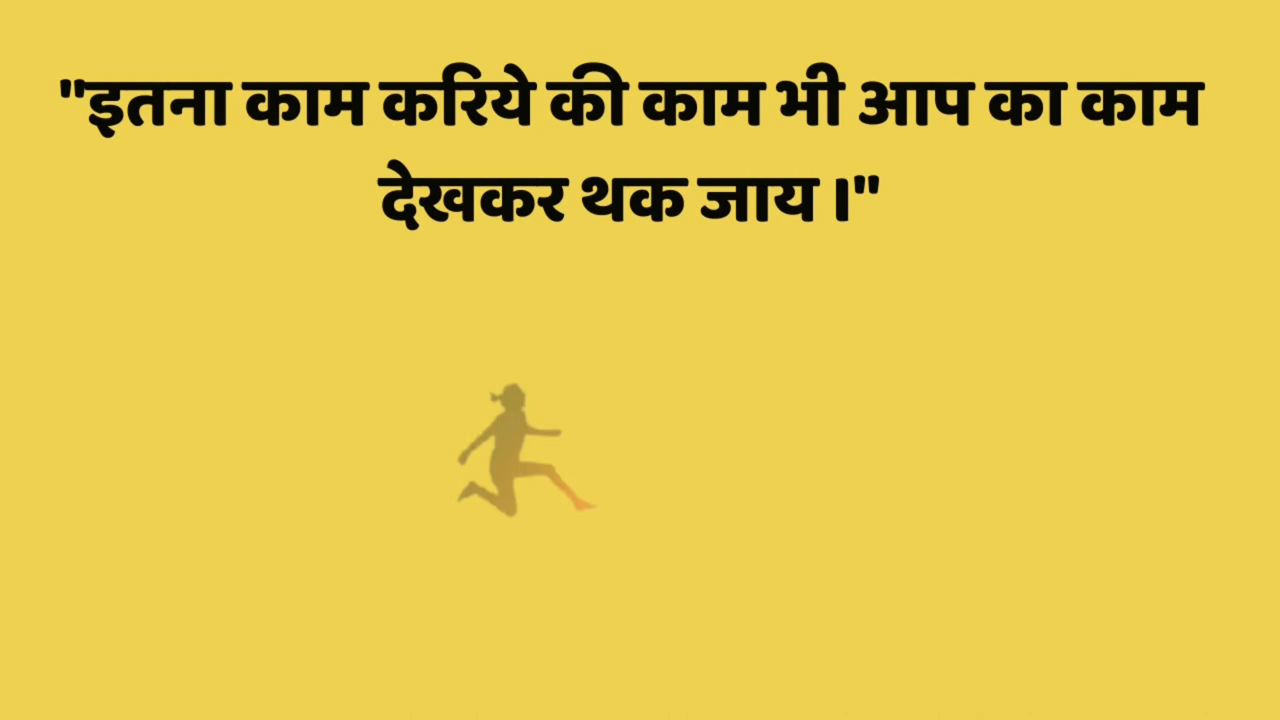 "इतना काम करिये की काम भी आप का काम
देखकर थक जाय ।"